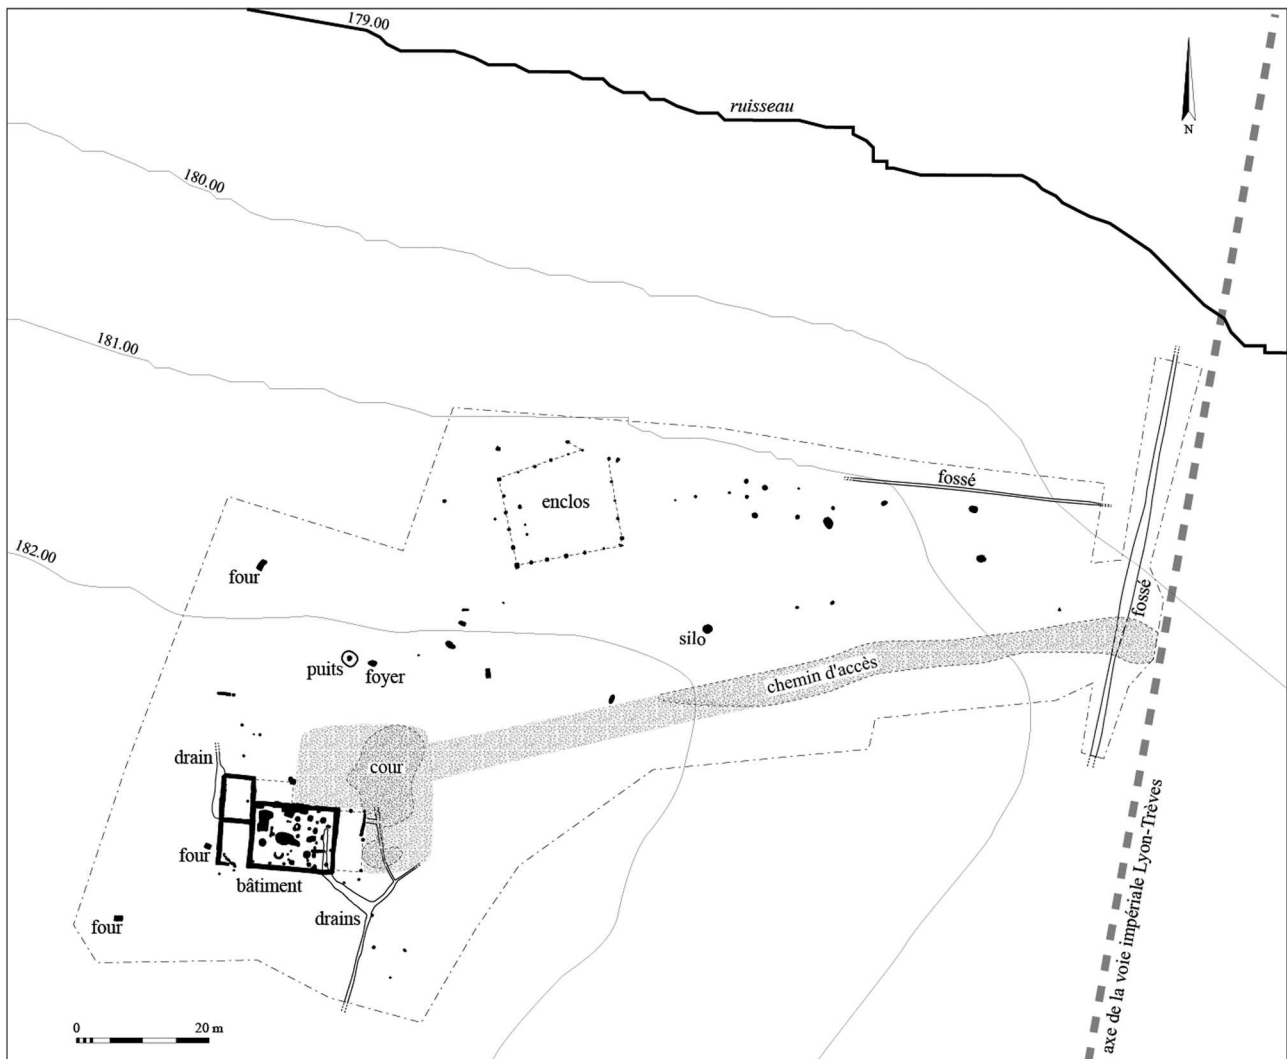 179.00
ruisseau
N
180.00
181.00
182.00
enclos
fossé
four
fossé
silo
puits
foyer
chemin d'accès
drain
cour
four
bâtiment
drains
four
0 20 m
axe de la voie impériale Lyon-Trèves